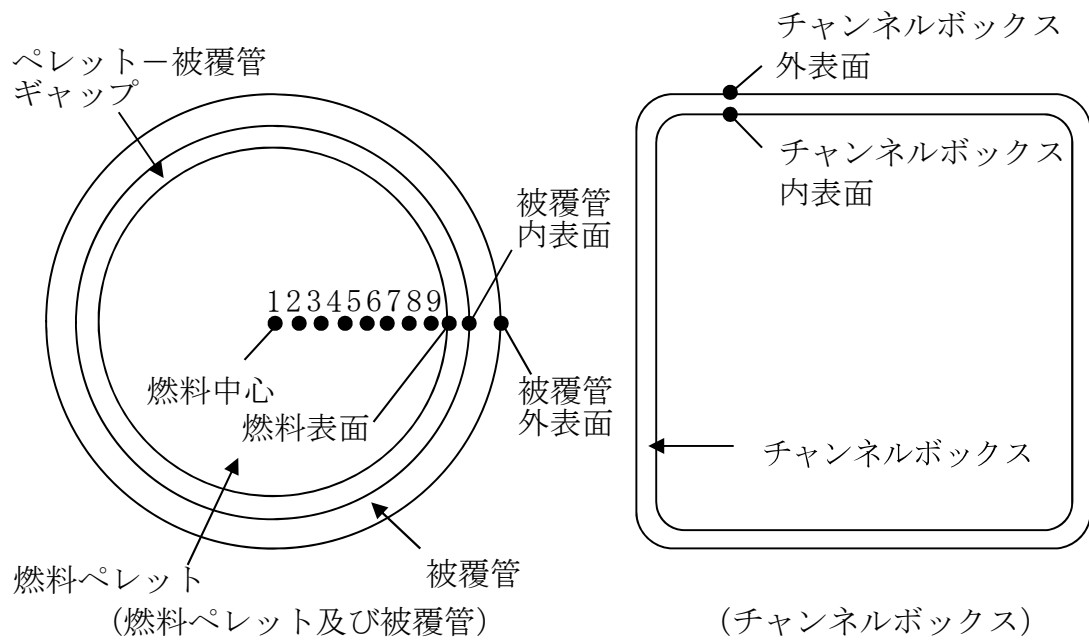 ペレット－被覆管
ギャップ
123456789
燃料中心
燃料表面
被覆管
内表面
被覆管
外表面
燃料ペレット
被覆管
(燃料ペレット及び被覆管)
チャンネルボックス
外表面
チャンネルボックス
内表面
チャンネルボックス
(チャンネルボックス)